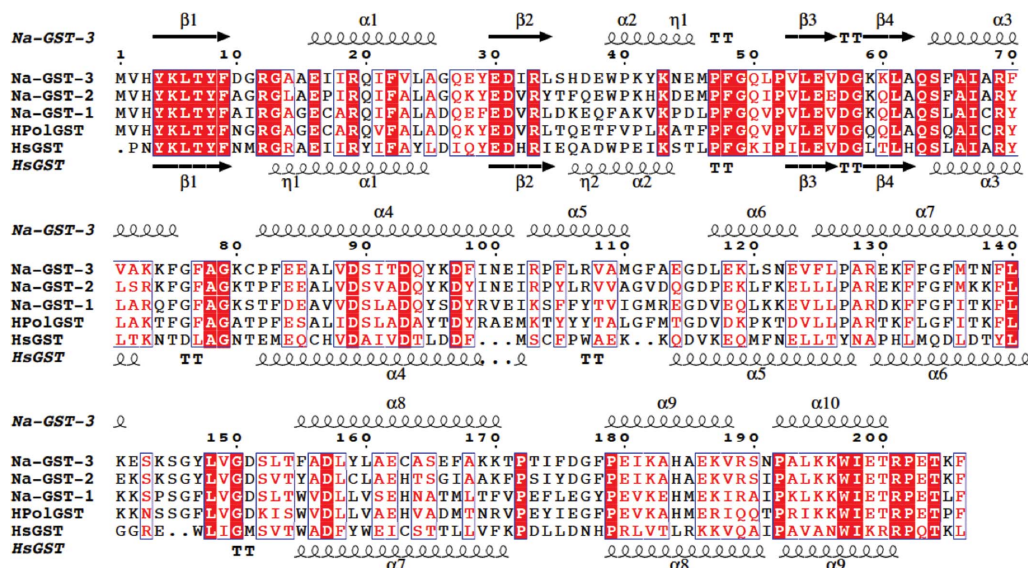 β1 α1 β2 α2 η1 β3 β4 α3
Na-GST-3 TT TT
1 10 20 30 40 50 60 70
Na-GST-3 MVHYKLTYFDGRGAAEIIRQIFVLAGQEYEDIRLSHDEWPKYKNEMPFGQLPVLEVDGKKLAQSFAIARF
Na-GST-2 MVHYKLTYFAGRGLAEPIRQIFALAGQKYEDVRYTFQEWPKHKDEMPFGQIPVLEEDGKQLAQSFAIARY
Na-GST-1 MVHYKLTYFAIRGAGECARQIFALADQEFEDVRLDKEQFAKVKPDLPFGQVPVLEVDGKQLAQSLAICRY
HPolGST MVHYKLTYFNGRGAGECARQVFALADQKYEDVRLTQETFVPLKATFPFGQVPVLEVDGQQLAQSQAICRY
HsGST .PNYKLTYFNMRGRAEIIRYIFAYLDIQYEDHRIEQADWPEIKSTLPFGKIPILEVDGLTLHQSLAIARY
HsGST TT TT
β1 η1 α1 β2 η2 α2 β3 β4 α3
α4 α5 α6 α7
Na-GST-3
80 90 100 110 120 130 140
Na-GST-3 VAKKFGFAGKCPFEEALVDSITDQYKDFINEIRPFLRVAMGFAEGDLEKLSNEVFLPAREKFFGFMTNFL
Na-GST-2 LSRKFGFAGKTPFDEALVDSVADQYKDYINEIRPYLRVVAGVDQGDPEKLFKELLLPAREKFFGFMKKFL
Na-GST-1 LARQFGFAGKSTFDEAVVDSLADQYSDYRVEIKSFFYTVIGMREGDVEQLKKEVLLPARDKFFGFITKFL
HPolGST LAKTFGFAGATPFESALIDSLADAYTDYRAEMKTYYYTALGFMTGDVDKPKTDVLLPARTKFLGFITKFL
HsGST LTKNTDLAGNTEMEQCHVDAIVDTLDDF...MSCFPWAEK..KQDVKEQMFNELLTYNAPHLMQDLDTYL
HsGST TT ... TT
α4 α5 α6
α8 α9 α10
Na-GST-3
150 160 170 180 190 200
Na-GST-3 KESKSGYLVGDSLTFADLYLAECASEFAKKTPTIFDGFPEIKAHAEKVRSNPALKKWIETRPETKF
Na-GST-2 EKSKSGYLVGDSVTYADLCLAEHTSGIAAKFPSIYDGFPEIKAHAEKVRSIPALKKWIETRPETKF
Na-GST-1 KKSPSGFLVGDSLTWVDLLVSEHNATMLTFVPEFLEGYPEVKEHMEKIRAIPKLKKWIETRPETLF
HPolGST KKNSSGFLVGDKISWVDLLVAEHVADMTNRVPEYIEGFPEVKAHMERIQQTPRIKKWIETRPETPF
HsGST GGRE..WLIGMSVTWADFYWEICSTTLLVFKPDLLDNHPRLVTLRKKVQAIPAVANWIKRRPQTKL
HsGST TT
α7 α8 α9